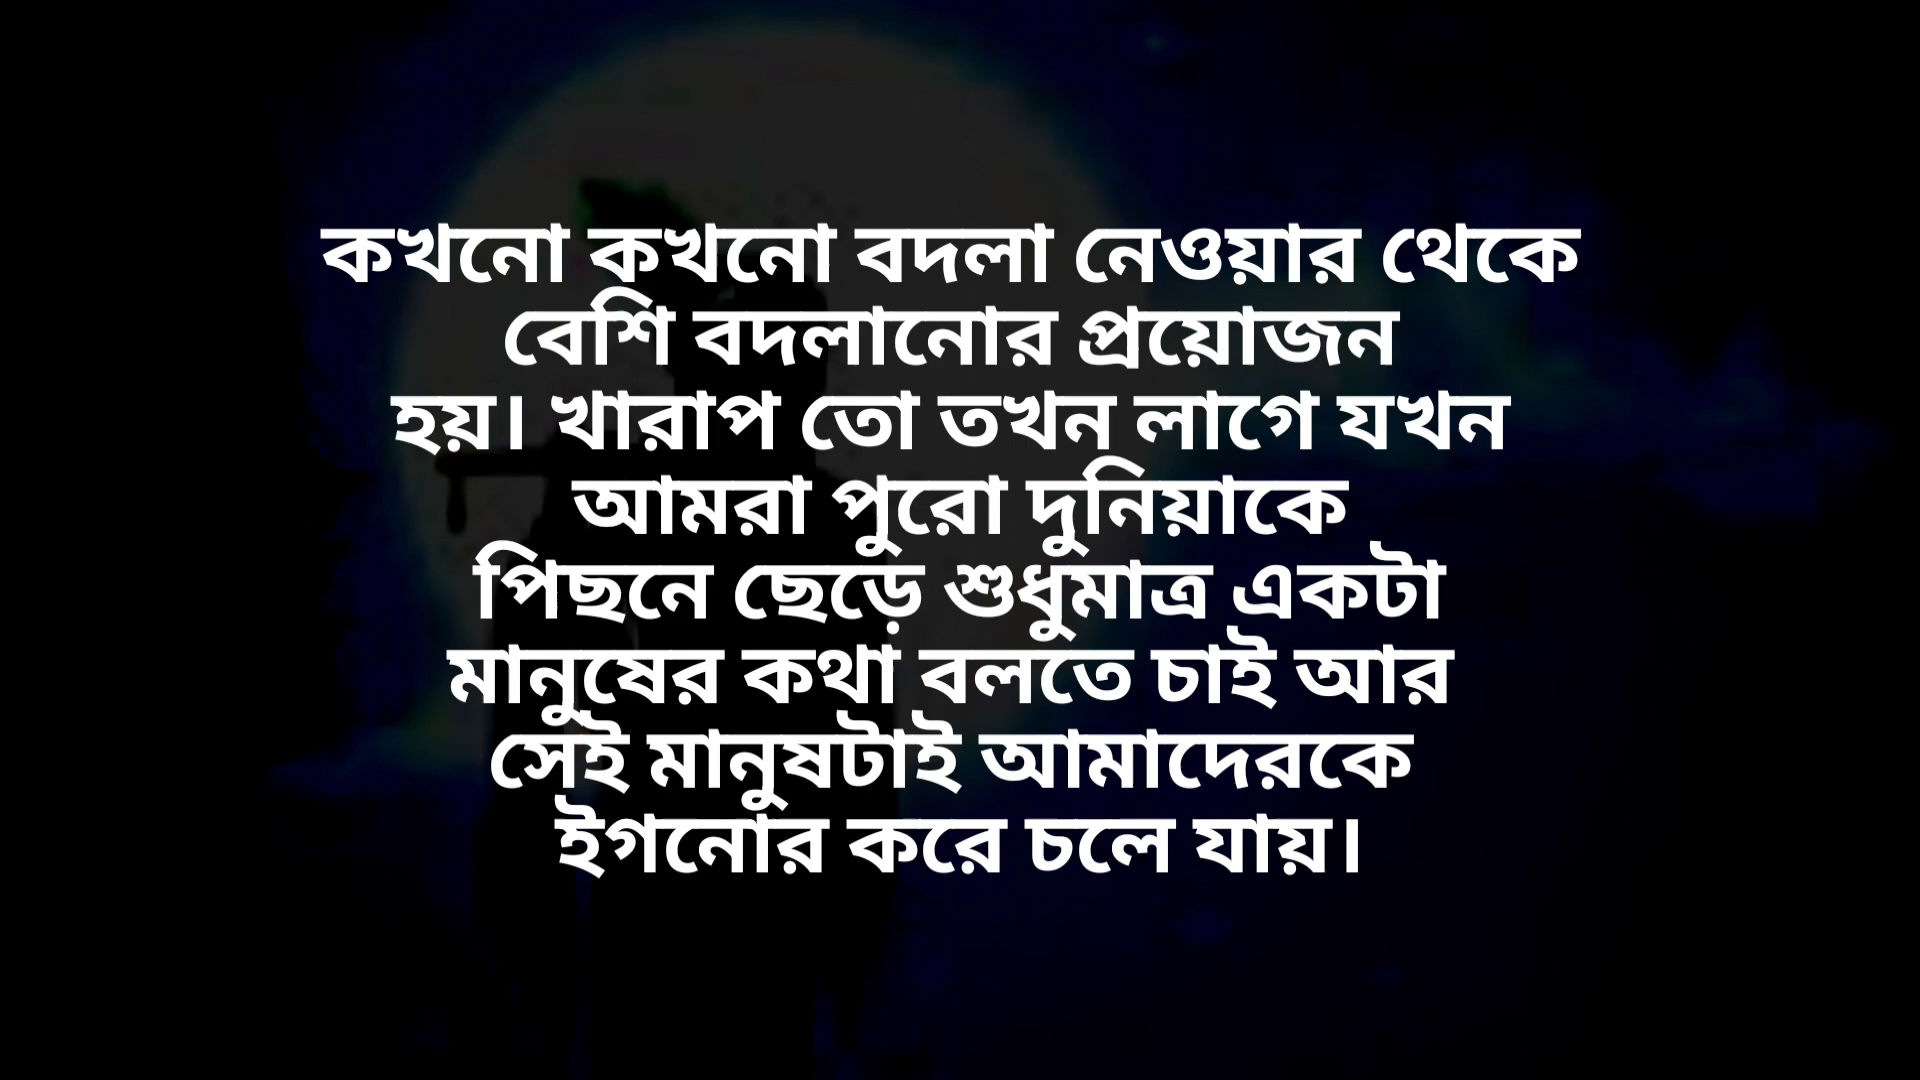 কখনো কখনো বদলা নেওয়ার থেকে
বেশি বদলানোর প্রয়োজন
হয়। খারাপ তো তখন লাগে যখন
আমরা পুরো দুনিয়াকে
পিছনে ছেড়ে শুধুমাত্র একটা
মানুষের কথা বলতে চাই আর
সেই মানুষটাই আমাদেরকে
ইগনোর করে চলে যায়।